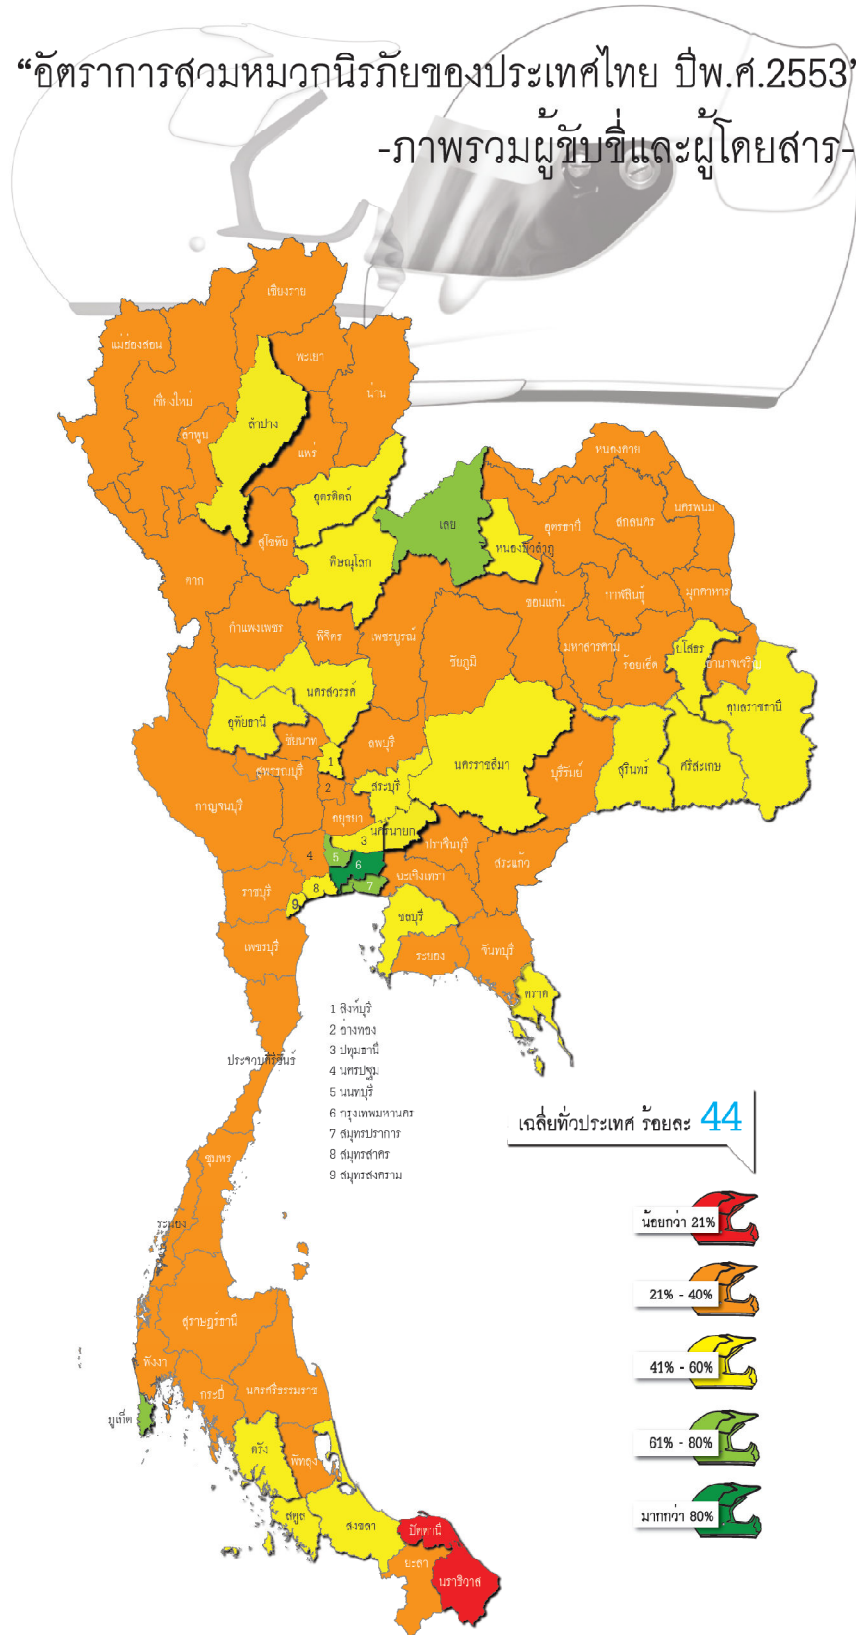 “อัตราการสวมหมวกนิรภัยของประเทศไทย ปีพ.ศ.2553”
-ภาพรวมผู้ขับขี่และผู้โดยสาร-
เชียงราย
แม่ฮ่องสอน
พะเยา
เชียงใหม่
น่าน
ลำปาง
ลำพูน
แพร่
หนองคาย
อุตรดิตถ์
เลย
อุดรธานี
สกลนคร
นครพนม
สุโขทัย
พิษณุโลก
หนองบัวลำภู
ตาก
ขอนแก่น
กาฬสินธุ์
มุกดาหาร
กำแพงเพชร
พิจิตร
เพชรบูรณ์
ชัยภูมิ
มหาสารคาม
ร้อยเอ็ด
ยโสธร
อำนาจเจริญ
นครสวรรค์
อุทัยธานี
อุบลราชธานี
ชัยนาท
ลพบุรี
นครราชสีมา
บุรีรัมย์
สุรินทร์
ศรีสะเกษ
1
สุพรรณบุรี
สระบุรี
2
กาญจนบุรี
อยุธยา
นครนายก
3
ปราจีนบุรี
4
5
6
สระแก้ว
ฉะเชิงเทรา
7
8
ราชบุรี
9
ชลบุรี
เพชรบุรี
ระยอง
จันทบุรี
ตราด
1 สิงห์บุรี
2 อ่างทอง
3 ปทุมธานี
4 นครปฐม
5 นนทบุรี
6 กรุงเทพมหานคร
7 สมุทรปราการ
8 สมุทรสาคร
9 สมุทรสงคราม
ประจวบคีรีขันธ์
เฉลี่ยทั่วประเทศ ร้อยละ 44
ชุมพร
ระนอง
น้อยกว่า 21%
21% - 40%
41% - 60%
61% - 80%
มากกว่า 80%
สุราษฎร์ธานี
พังงา
กระบี่
นครศรีธรรมราช
ภูเก็ต
ตรัง
พัทลุง
สตูล
สงขลา
ปัตตานี
ยะลา
นราธิวาส